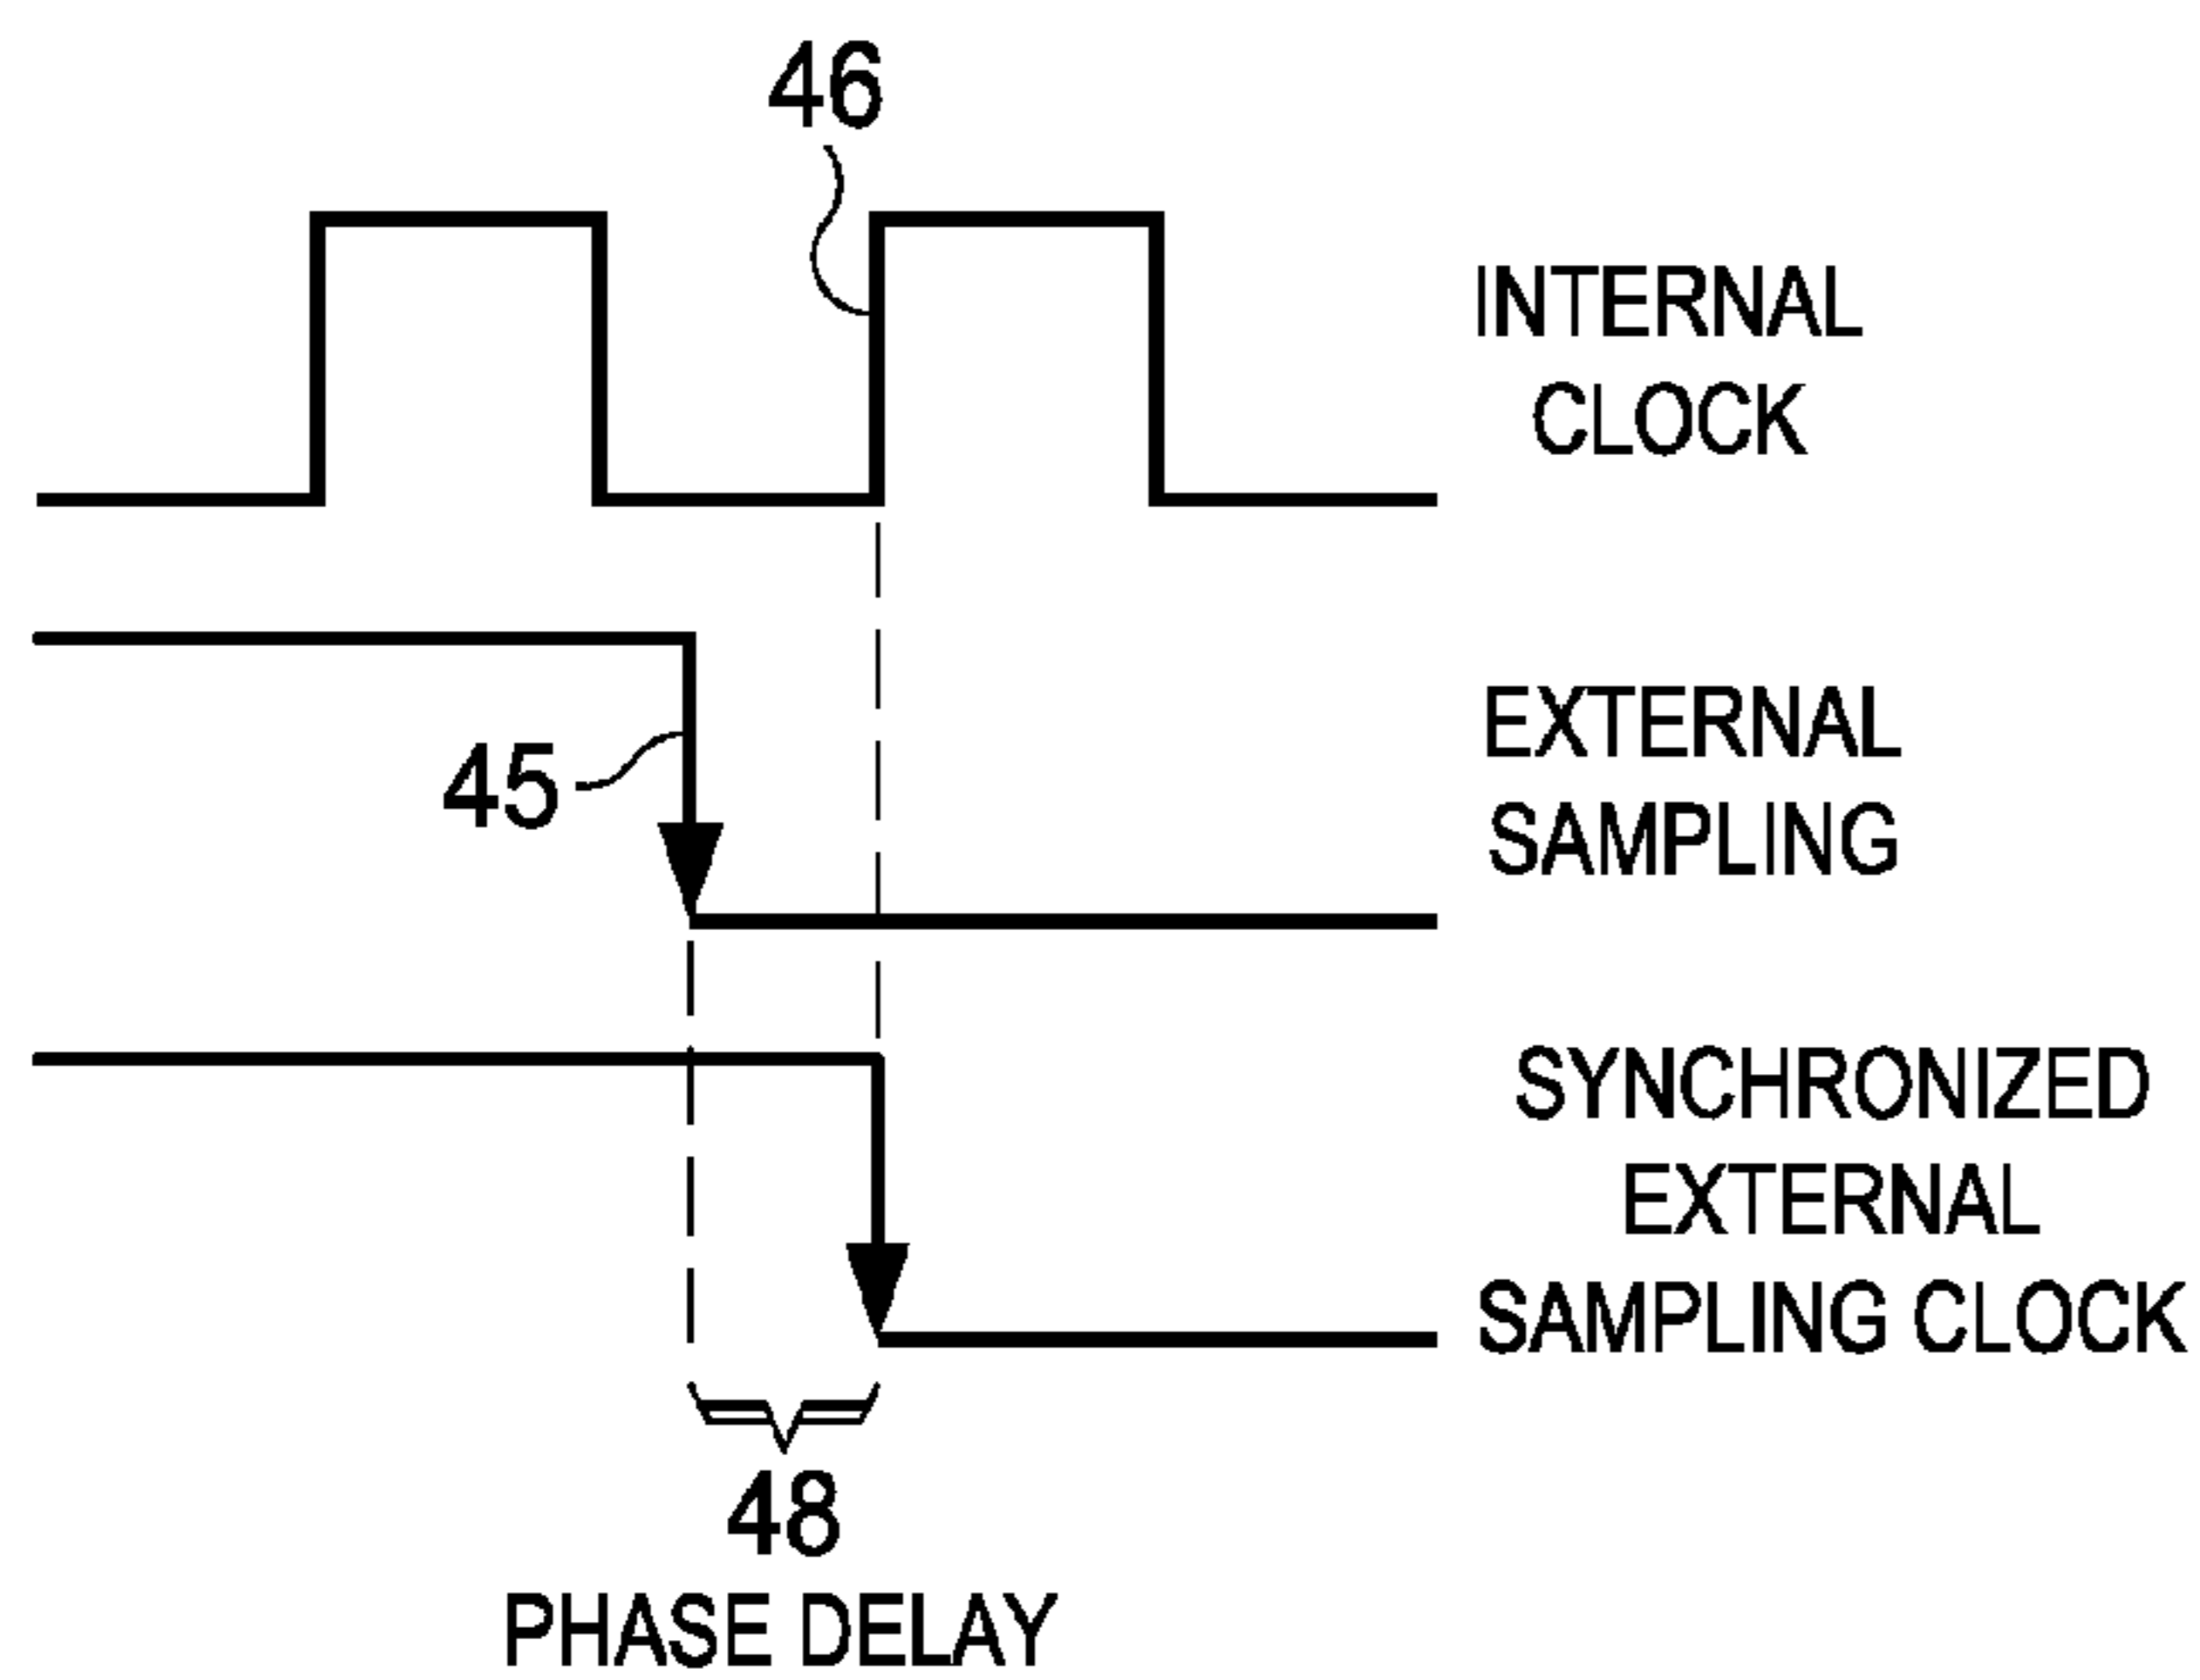 46
INTERNAL
CLOCK
45
EXTERNAL
SAMPLING
SYNCHRONIZED
EXTERNAL
SAMPLING CLOCK
48
PHASE DELAY